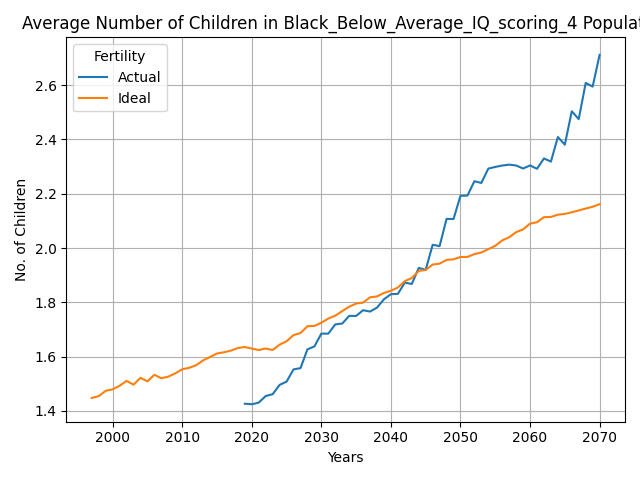 Average Number of Children in Black_Below_Average_IQ_scoring_4 Populat
Fertility
Actual
Ideal
No. of Children
2.6
2.4
2.2
2.0
1.8
1.6
1.4
2000 2010 2020 2030 2040 2050 2060 2070
Years